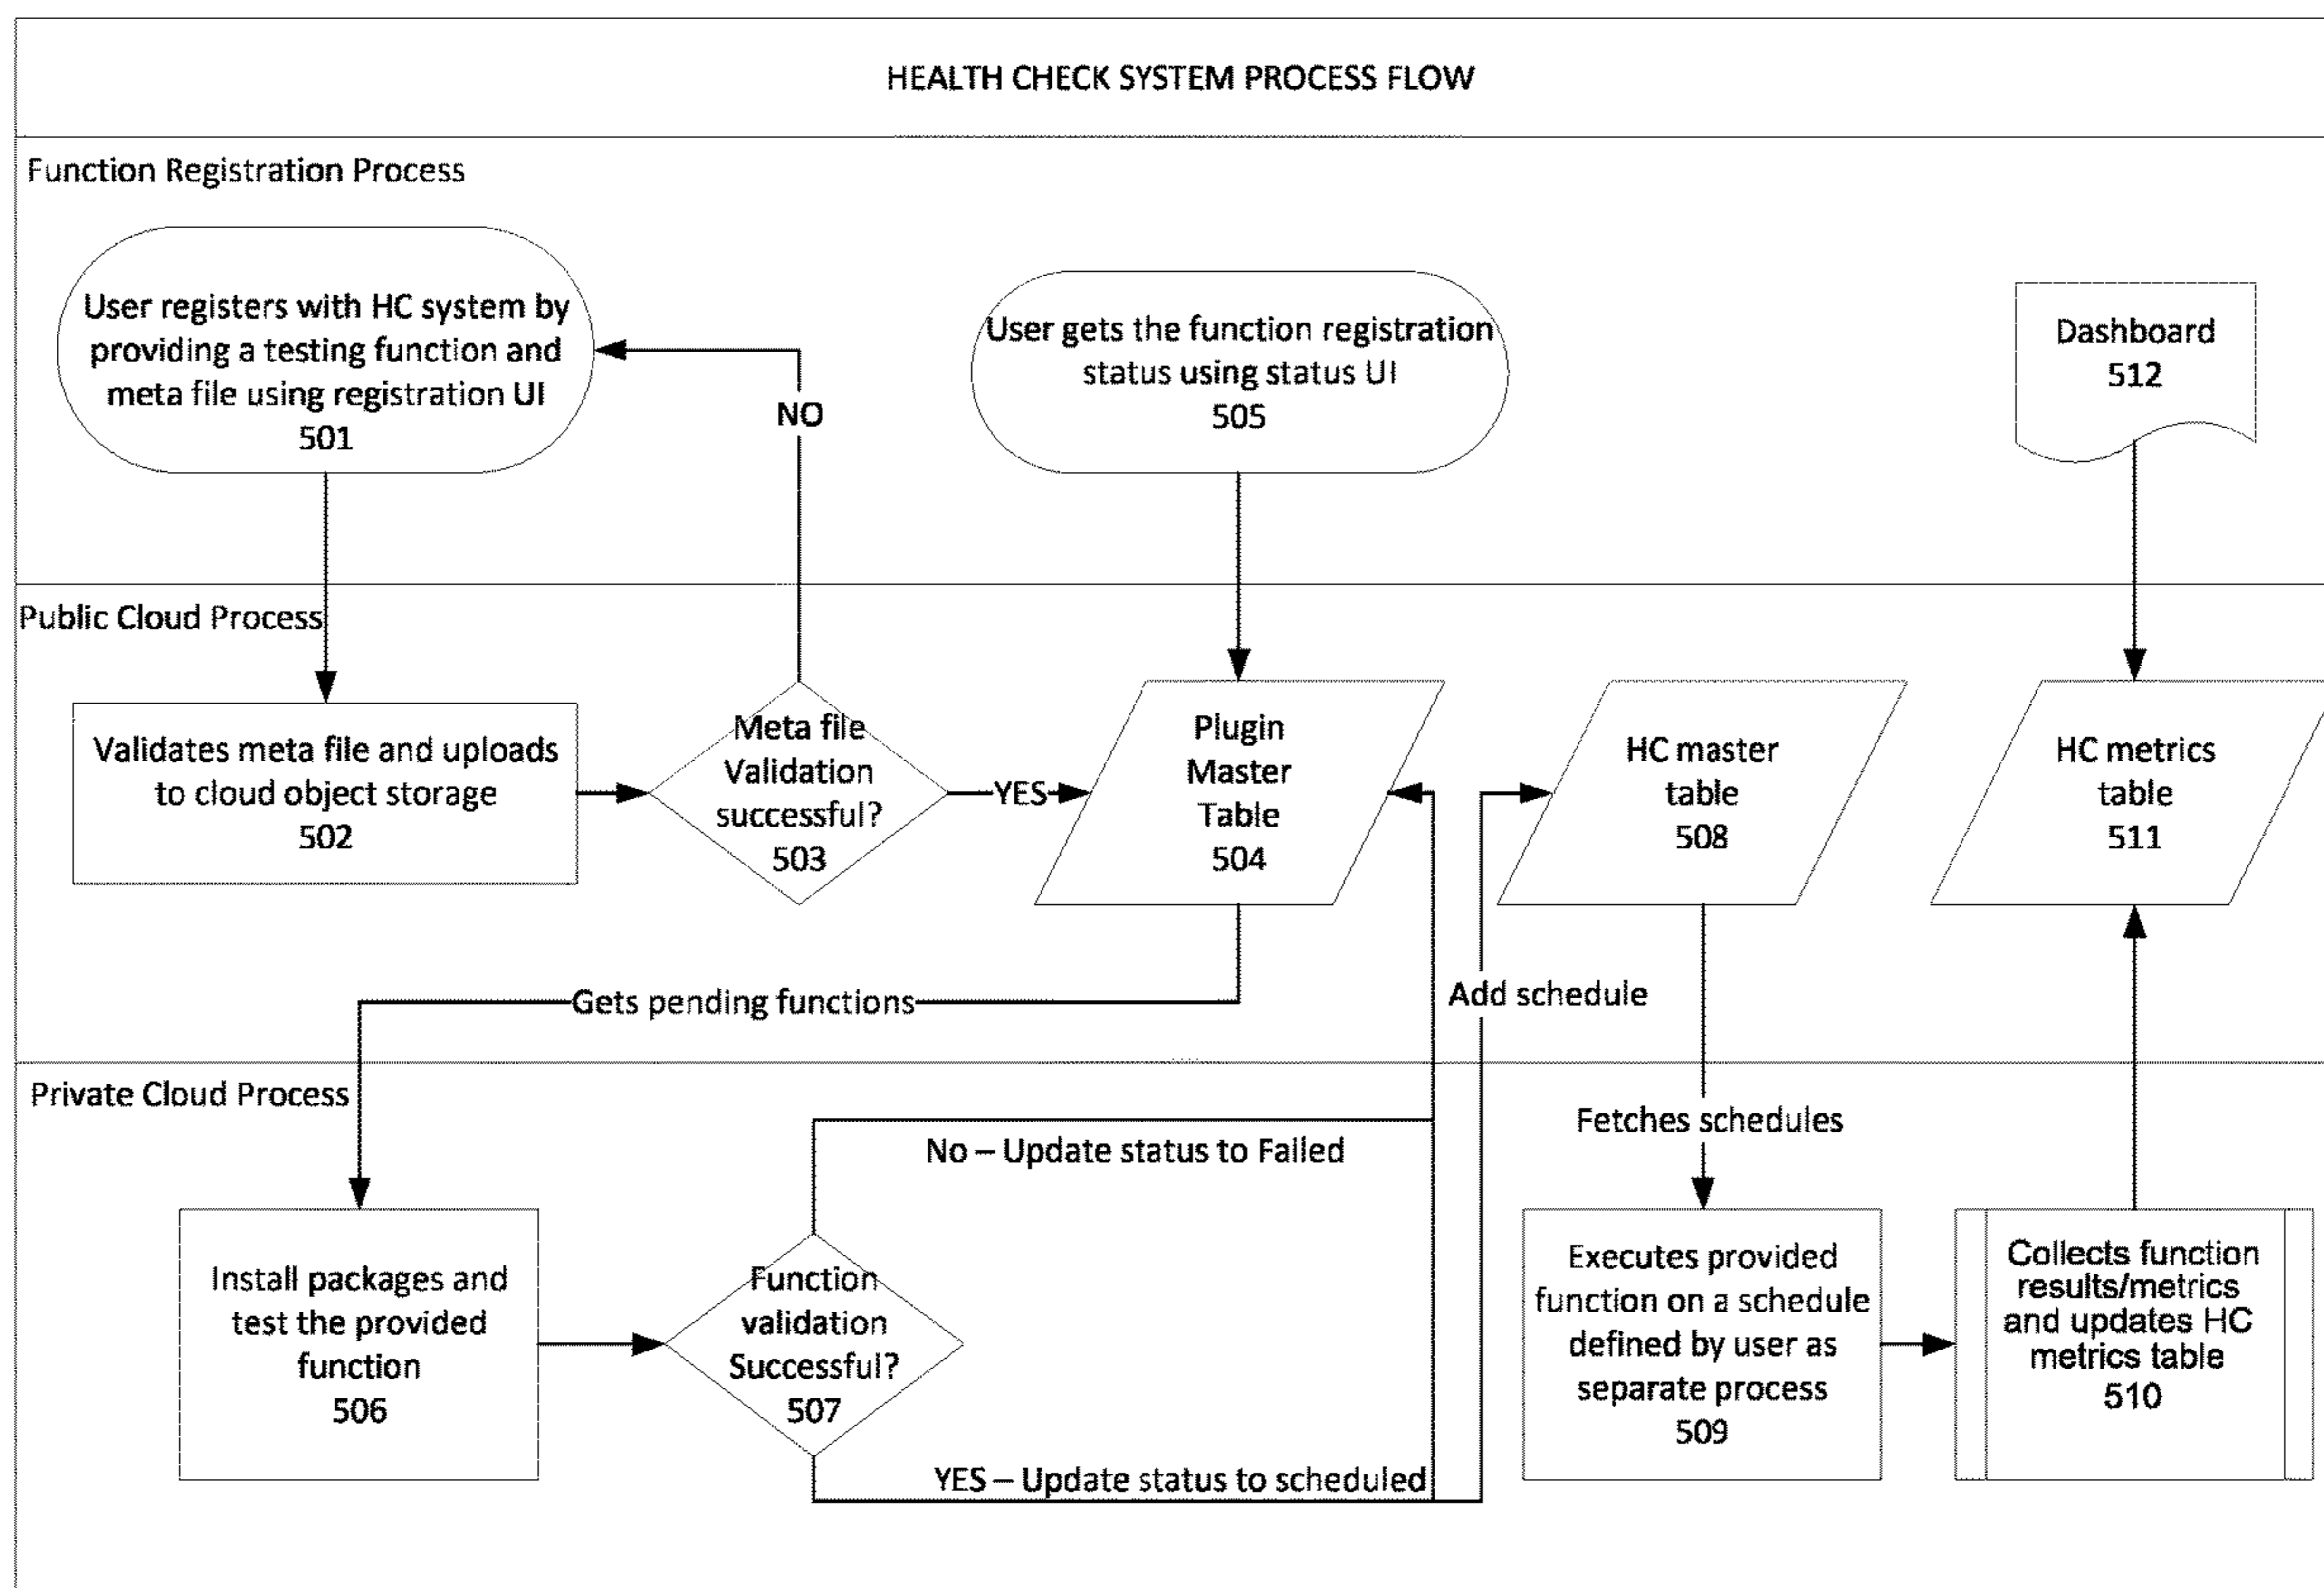 HEALTH CHECK SYSTEM PROCESS FLOW
Function Registration Process
User registers with HC system by
providing a testing function and
meta file using registration UI
501
NO
User gets the function registration
status using status UI
505
Dashboard
512
Public Cloud Process
Validates meta file and uploads
to cloud object storage
502
Meta file
Validation
successful?
503
YES
Plugin
Master
Table
504
HC master
table
508
HC metrics
table
511
Gets pending functions
Add schedule
Private Cloud Process
Fetches schedules
No – Update status to Failed
Install packages and
test the provided
function
506
Function
validation
Successful?
507
YES – Update status to scheduled
Executes provided
function on a schedule
defined by user as
separate process
509
Collects function
results/metrics
and updates HC
metrics table
510